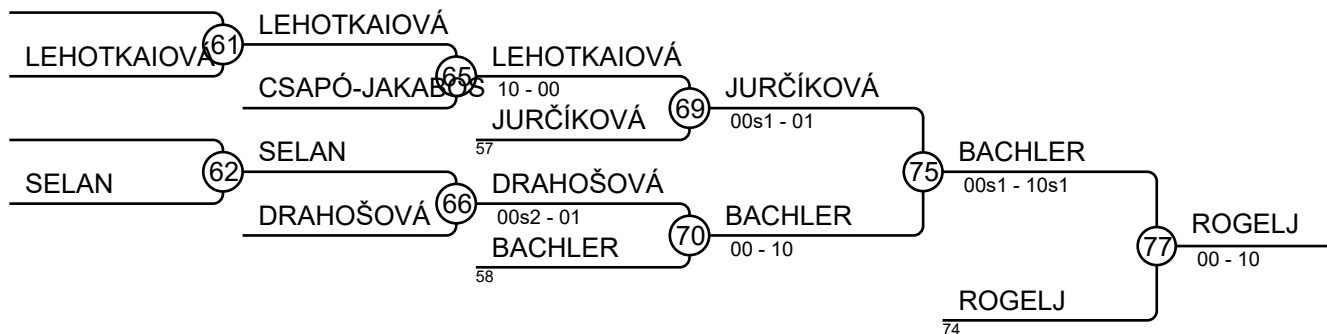 LEHOTKAIOVÁ
61
LEHOTKAIOVÁ
CSAPÓ-JAKABOS
65
LEHOTKAIOVÁ
10 - 00
JURČÍKOVÁ
57
69
JURČÍKOVÁ
00s1 - 01
SELAN
62
SELAN
DRAHOŠOVÁ
66
DRAHOŠOVÁ
00s2 - 01
BACHLER
58
70
BACHLER
00 - 10
75
BACHLER
00s1 - 10s1
ROGELJ
74
77
ROGELJ
00 - 10